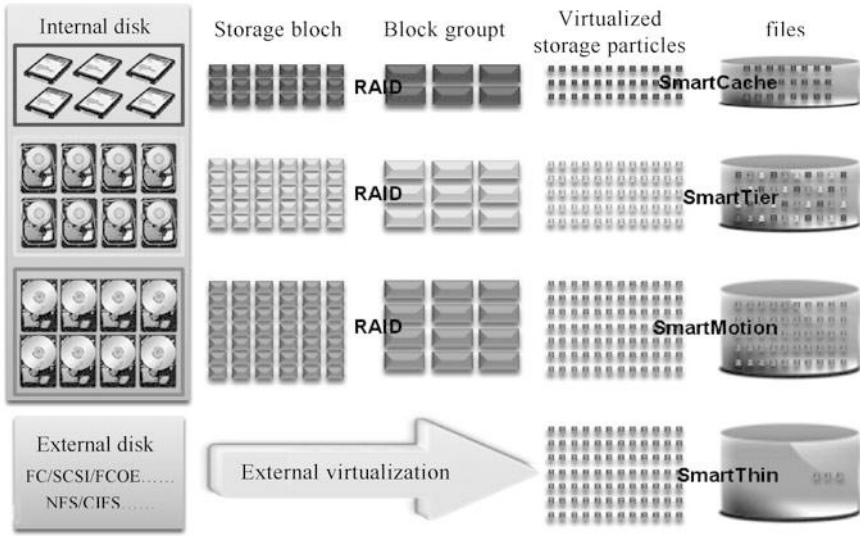 Internal disk
Storage bloch
Block groupt
Virtualized
storage particles
files
RAID
SmartCache
RAID
SmartTier
RAID
SmartMotion
External disk
FC/SCSI/FCOE......
NFS/CIFS......
External virtualization
SmartThin